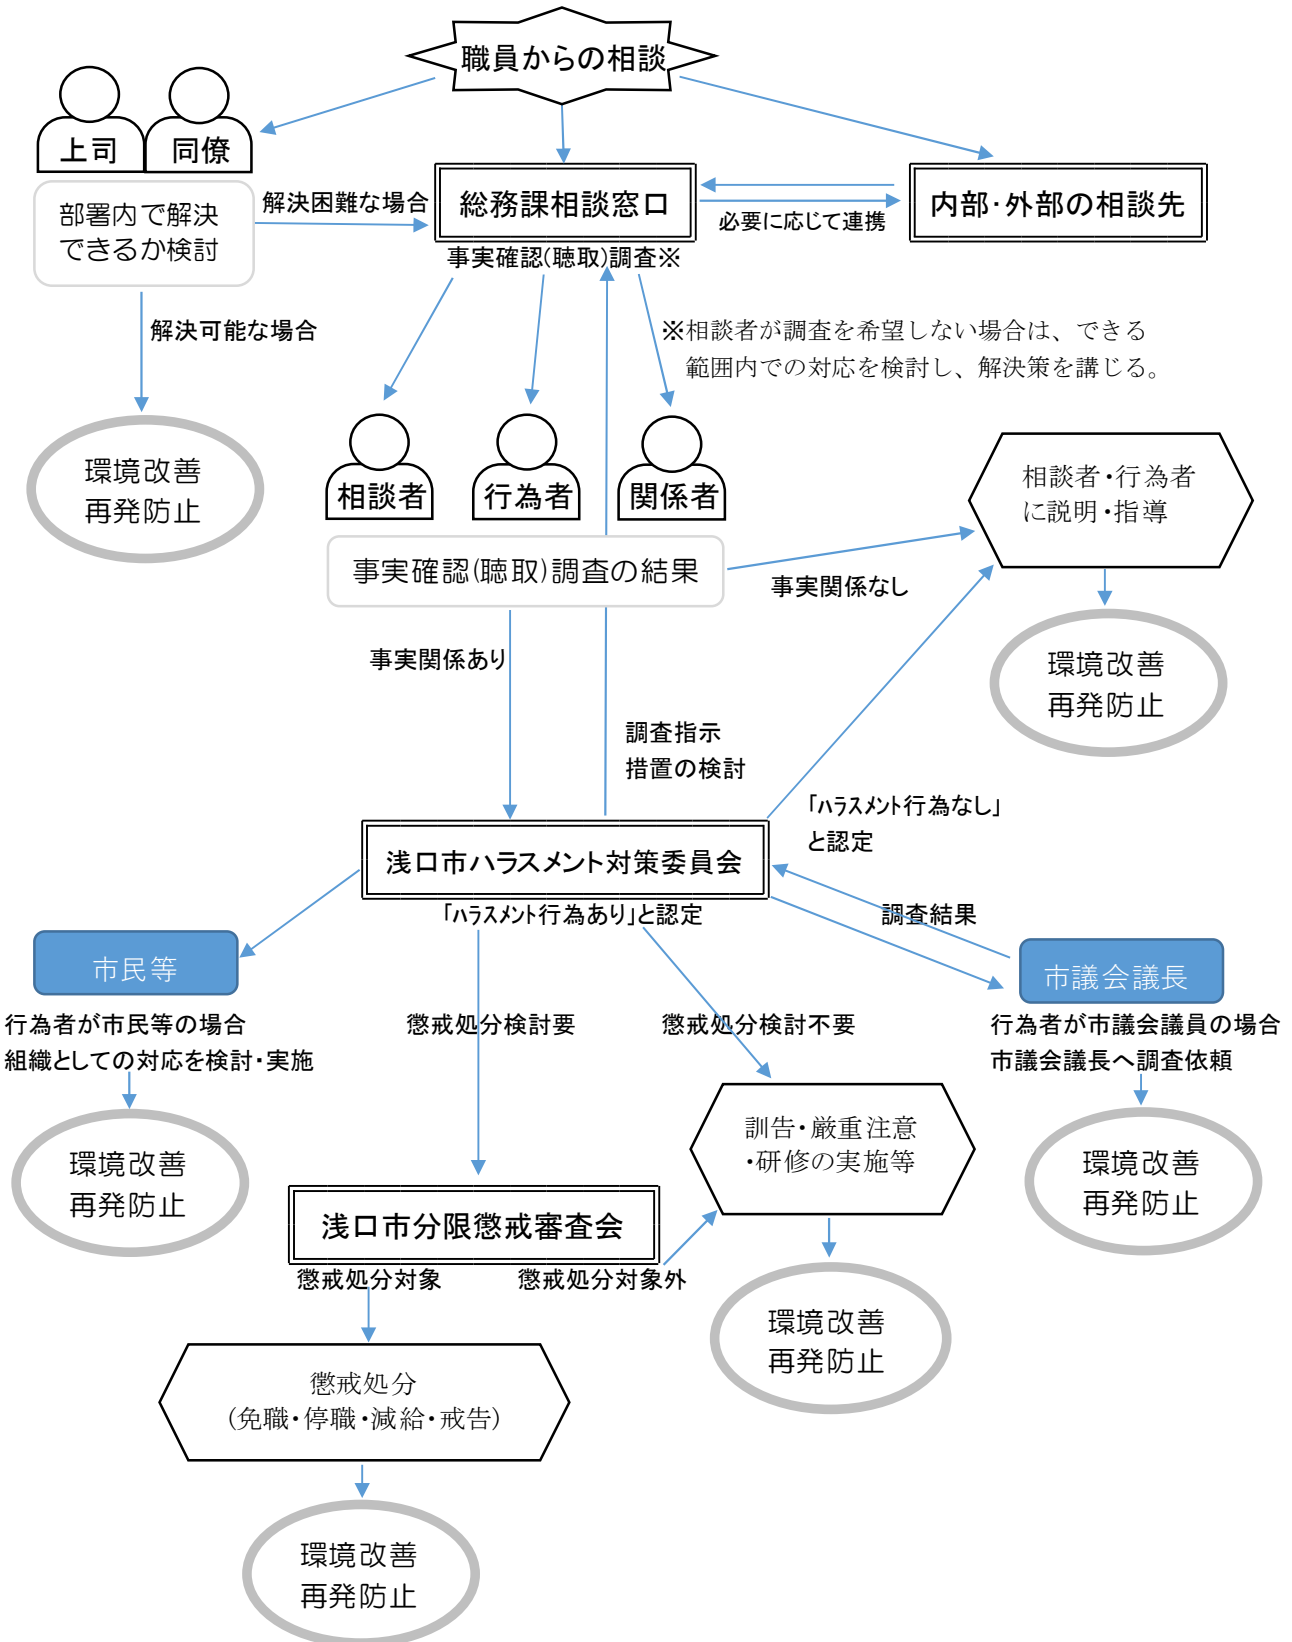 職員からの相談
上司
同僚
部署内で解決
できるか検討
解決困難な場合
総務課相談窓口
事実確認(聴取)調査※
必要に応じて連携
内部・外部の相談先
解決可能な場合
※相談者が調査を希望しない場合は、できる
範囲内での対応を検討し、解決策を講じる。
環境改善
再発防止
相談者
行為者
関係者
相談者・行為者
に説明・指導
事実確認(聴取)調査の結果
事実関係なし
事実関係あり
環境改善
再発防止
調査指示
措置の検討
「ハラスメント行為なし」
と認定
浅口市ハラスメント対策委員会
「ハラスメント行為あり」と認定
調査結果
市民等
行為者が市民等の場合
組織としての対応を検討・実施
市議会議長
行為者が市議会議員の場合
市議会議長へ調査依頼
懲戒処分検討要
懲戒処分検討不要
環境改善
再発防止
訓告・厳重注意
・研修の実施等
環境改善
再発防止
浅口市分限懲戒審査会
懲戒処分対象
懲戒処分対象外
環境改善
再発防止
懲戒処分
(免職・停職・減給・戒告)
環境改善
再発防止